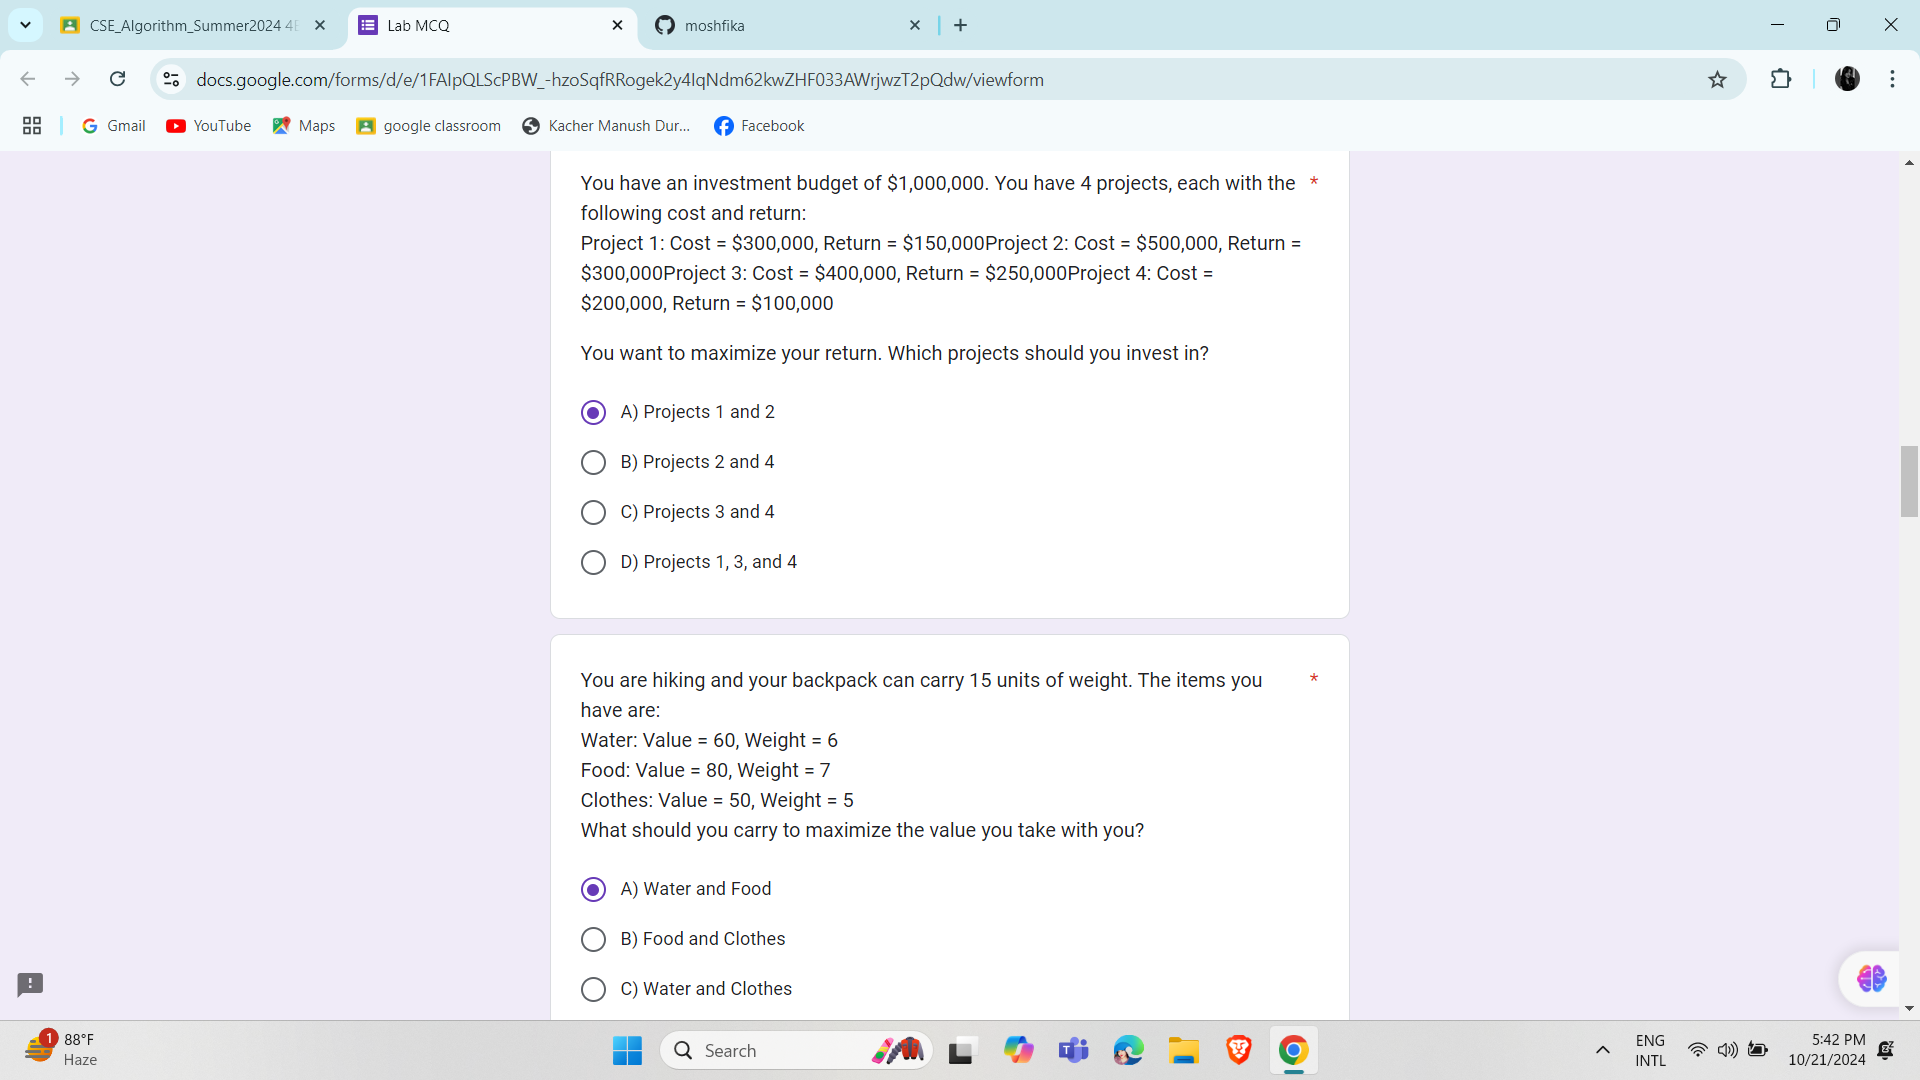 CSE_Algorithm_Summer2024 4E
Lab MCQ
moshfika
docs.google.com/forms/d/e/1FAIpQLScPBW_-hzoSqfRRogek2y4IqNdm62kwZHF033AWrjwzT2pQdw/viewform
Gmail
YouTube
Maps
google classroom
Kacher Manush Dur...
Facebook
You have an investment budget of $1,000,000. You have 4 projects, each with the *
following cost and return:
Project 1: Cost = $300,000, Return = $150,000Project 2: Cost = $500,000, Return =
$300,000Project 3: Cost = $400,000, Return = $250,000Project 4: Cost =
$200,000, Return = $100,000
You want to maximize your return. Which projects should you invest in?
A) Projects 1 and 2
B) Projects 2 and 4
C) Projects 3 and 4
D) Projects 1, 3, and 4
You are hiking and your backpack can carry 15 units of weight. The items you *
have are:
Water: Value = 60, Weight = 6
Food: Value = 80, Weight = 7
Clothes: Value = 50, Weight = 5
What should you carry to maximize the value you take with you?
A) Water and Food
B) Food and Clothes
C) Water and Clothes
1
88°F
Haze
Search
ENG
INTL
5:42 PM
10/21/2024